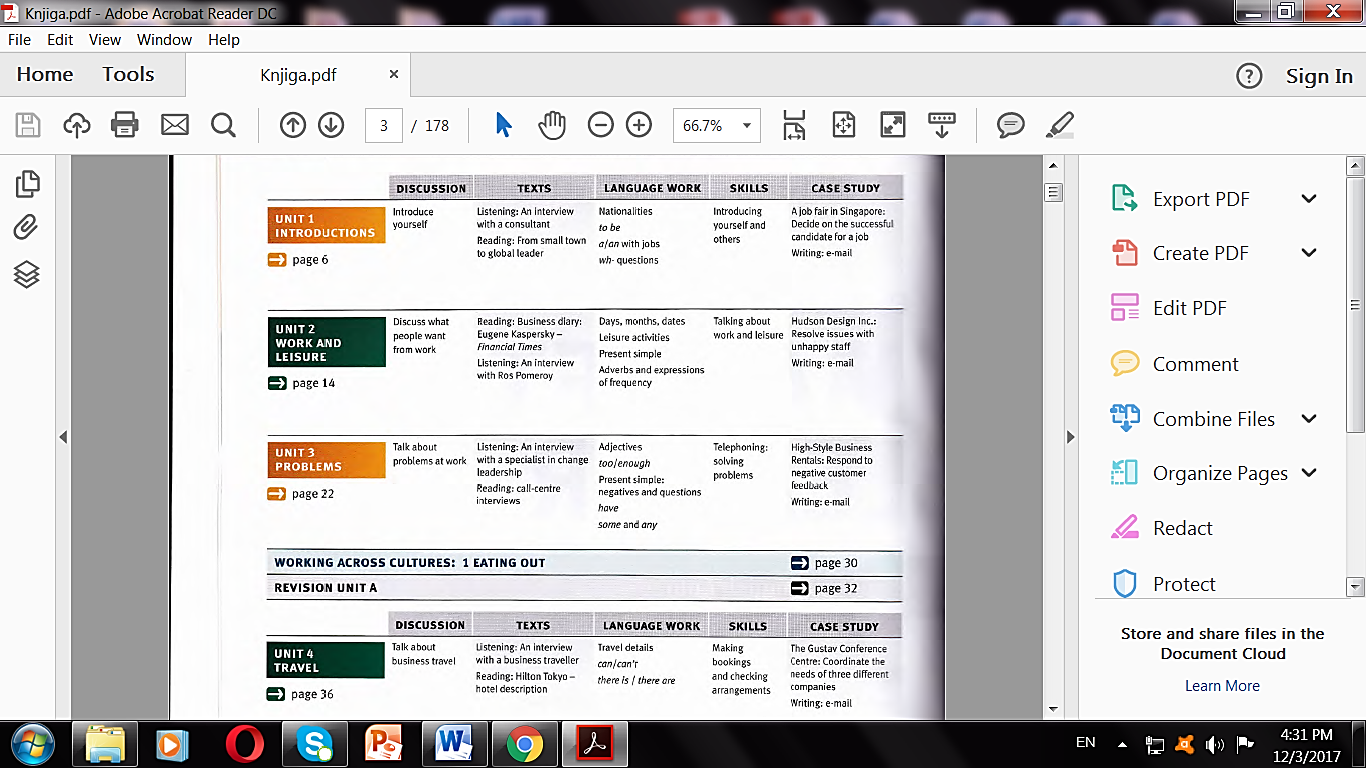 Knjiga.pdf - Adobe Acrobat Reader DC
File Edit View Window Help
Home Tools Knjiga.pdf × Sign In
3 / 178 66.7%
DISCUSSION TEXTS LANGUAGE WORK SKILLS CASE STUDY
UNIT 1
INTRODUCTIONS
page 6
Introduce
yourself
Listening: An interview
with a consultant
Reading: From small town
to global leader
Nationalities
to be
a/an with jobs
wh- questions
Introducing
yourself and
others
A job fair in Singapore:
Decide on the successful
candidate for a job
Writing: e-mail
UNIT 2
WORK AND
LEISURE
page 14
Discuss what
people want
from work
Reading: Business diary:
Eugene Kaspersky –
Financial Times
Listening: An interview
with Ros Pomeroy
Days, months, dates
Leisure activities
Present simple
Adverbs and expressions
of frequency
Talking about
work and leisure
Hudson Design Inc.:
Resolve issues with
unhappy staff
Writing: e-mail
UNIT 3
PROBLEMS
page 22
Talk about
problems at work
Listening: An interview
with a specialist in change
leadership
Reading: call-centre
interviews
Adjectives
too/enough
Present simple:
negatives and questions
have
some and any
Telephoning:
solving
problems
High-Style Business
Rentals: Respond to
negative customer
feedback
Writing: e-mail
WORKING ACROSS CULTURES: 1 EATING OUT page 30
REVISION UNIT A page 32
DISCUSSION TEXTS LANGUAGE WORK SKILLS CASE STUDY
UNIT 4
TRAVEL
page 36
Talk about
business travel
Listening: An interview
with a business traveller
Reading: Hilton Tokyo –
hotel description
Travel details
can/can't
there is / there are
Making
bookings
and checking
arrangements
The Gustav Conference
Centre: Coordinate the
needs of three different
companies
Writing: e-mail
Export PDF
Create PDF
Edit PDF
Comment
Combine Files
Organize Pages
Redact
Protect
Store and share files in the
Document Cloud
Learn More
EN
4:31 PM
12/3/2017